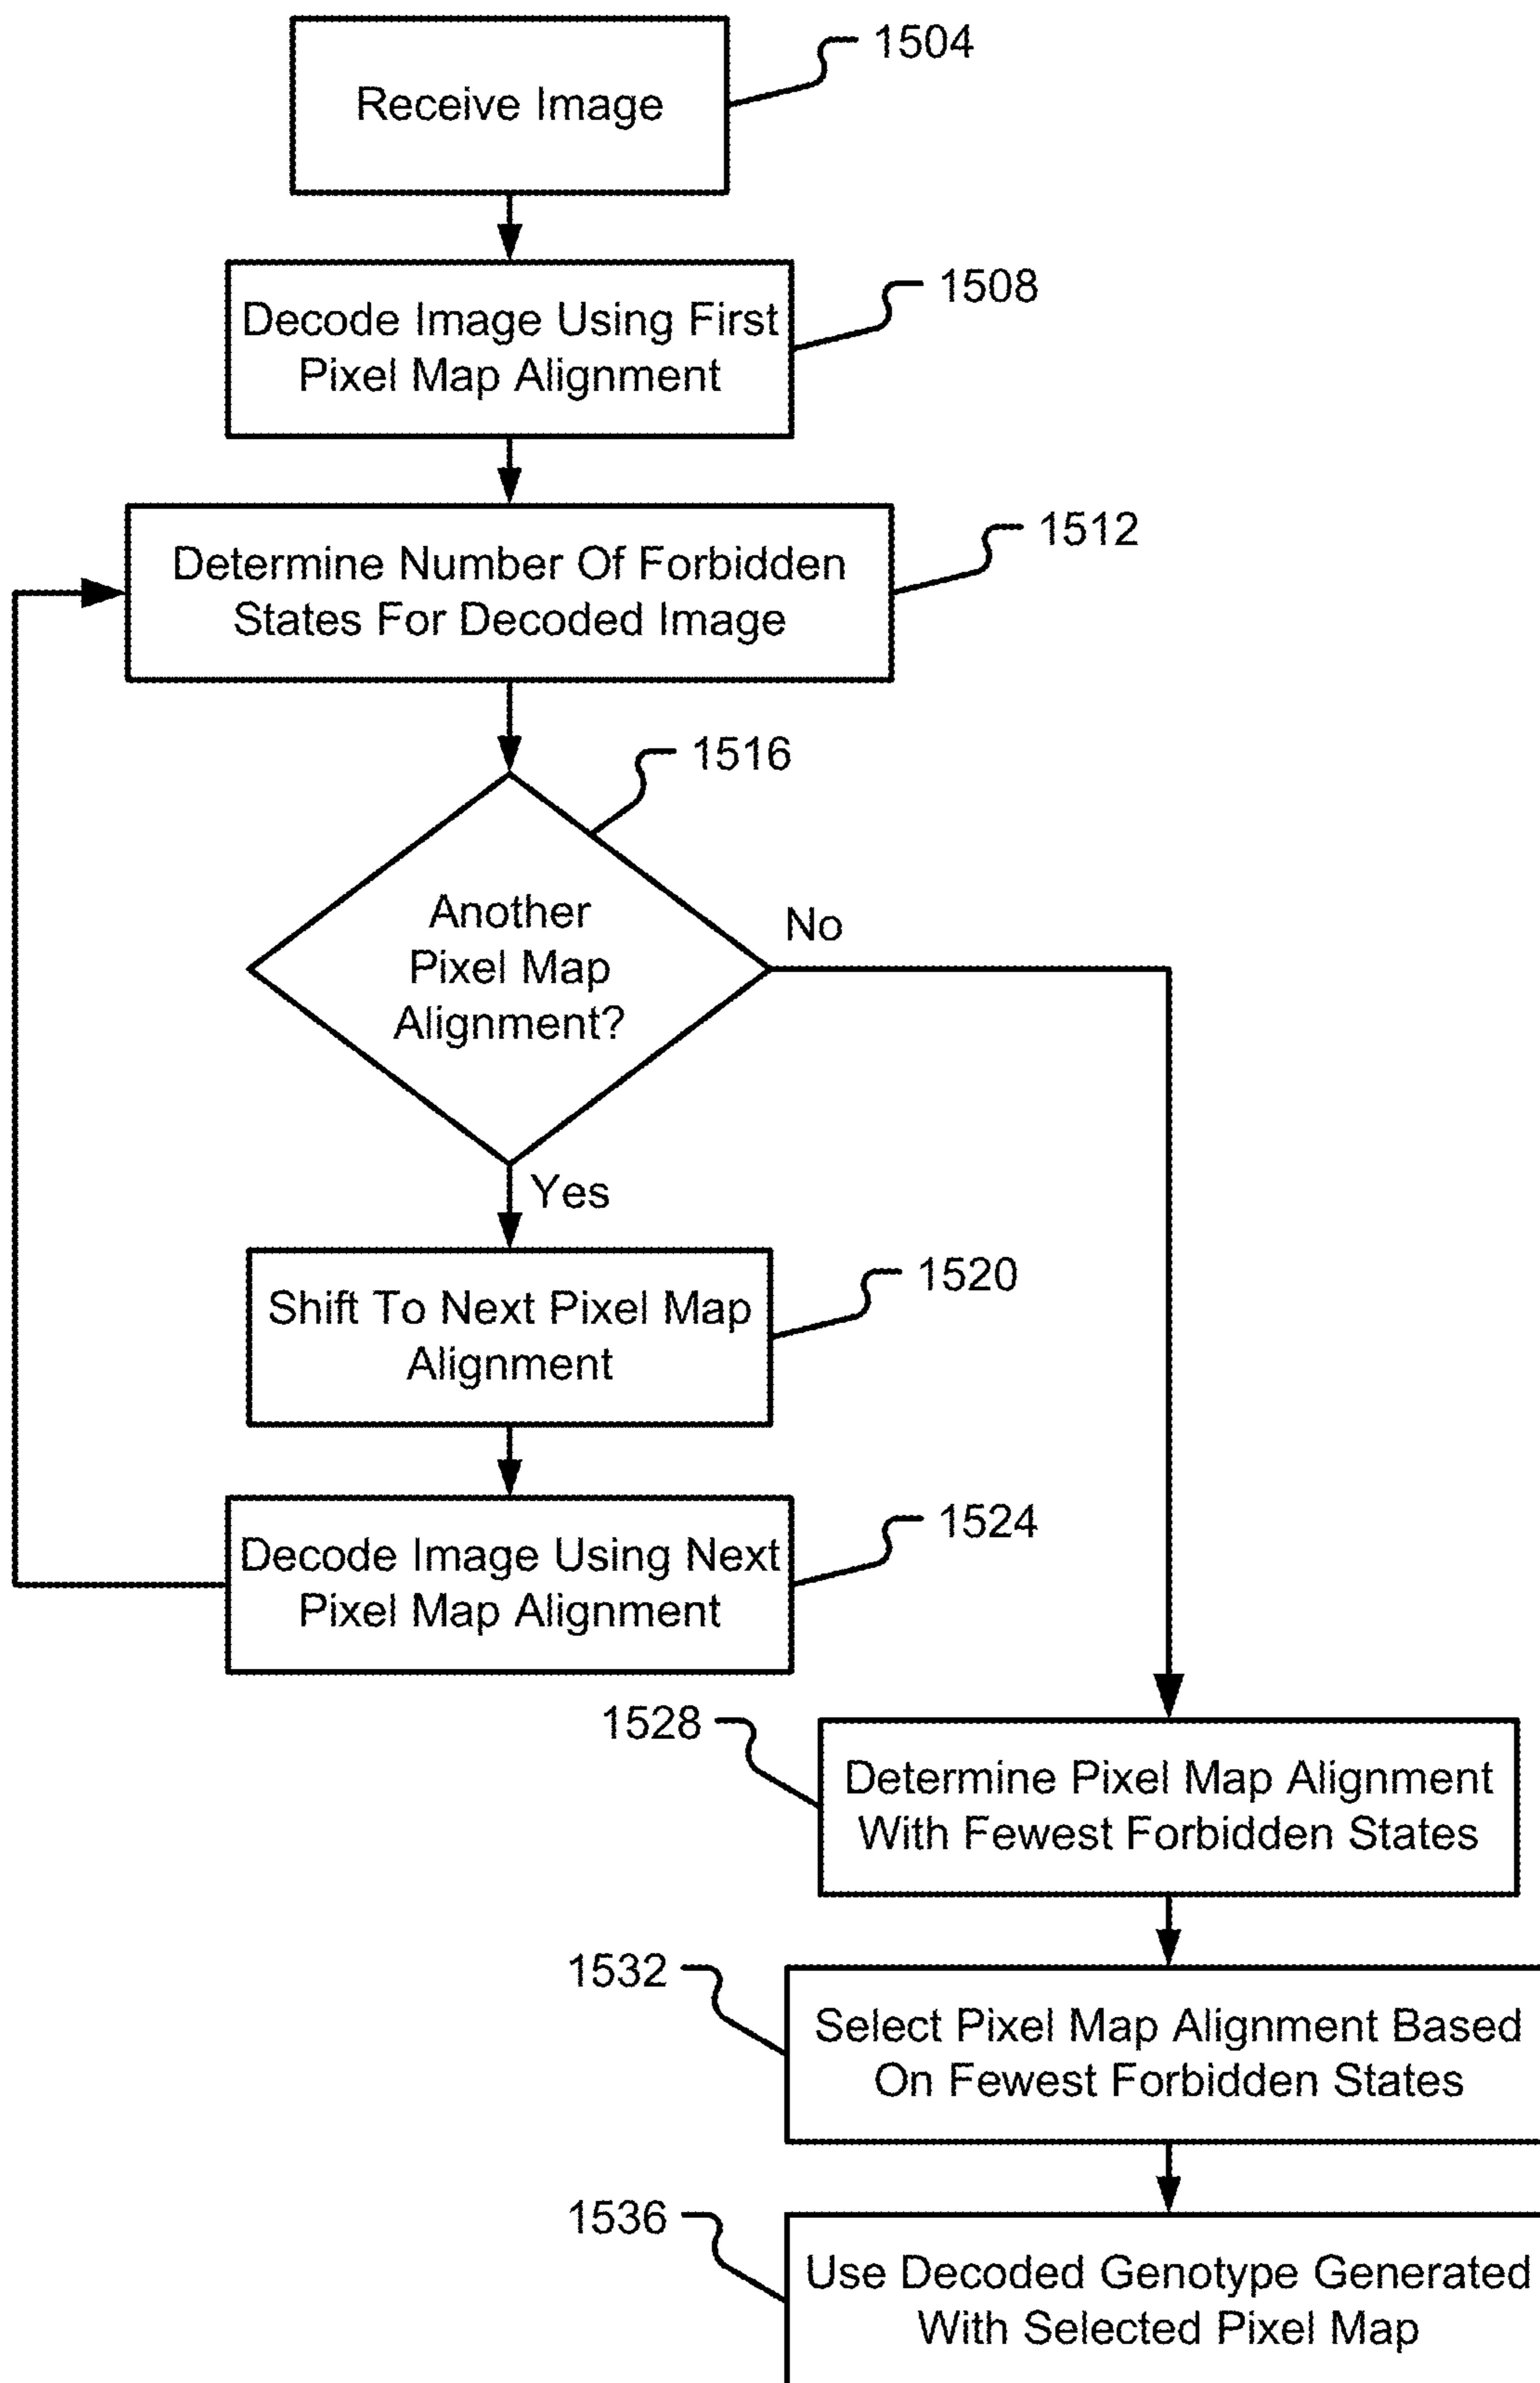 1504
Receive Image
1508
Decode Image Using First
Pixel Map Alignment
1512
Determine Number Of Forbidden
States For Decoded Image
1516
Another
Pixel Map
Alignment?
No
Yes
1520
Shift To Next Pixel Map
Alignment
1524
Decode Image Using Next
Pixel Map Alignment
1528
Determine Pixel Map Alignment
With Fewest Forbidden States
1532
Select Pixel Map Alignment Based
On Fewest Forbidden States
1536
Use Decoded Genotype Generated
With Selected Pixel Map